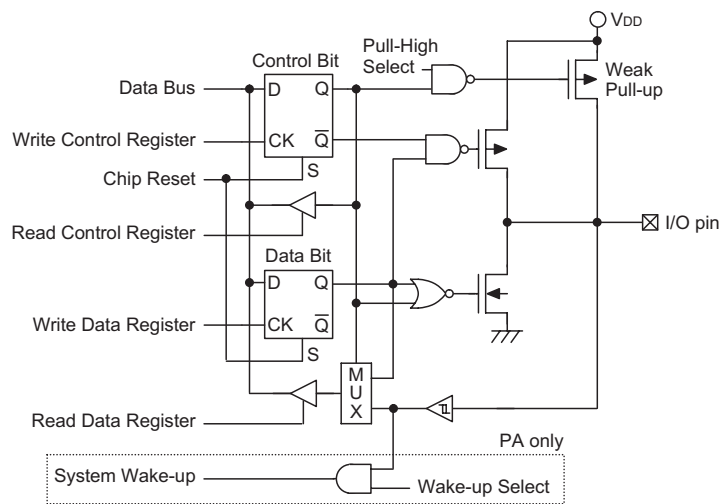 VDD
Control Bit
Pull-High
Select
Weak
Pull-up
Data Bus
D
Q
Write Control Register
CK
Q
Chip Reset
S
Read Control Register
I/O pin
Data Bit
D
Q
Write Data Register
CK
Q
S
M
U
X
Read Data Register
PA only
System Wake-up
Wake-up Select